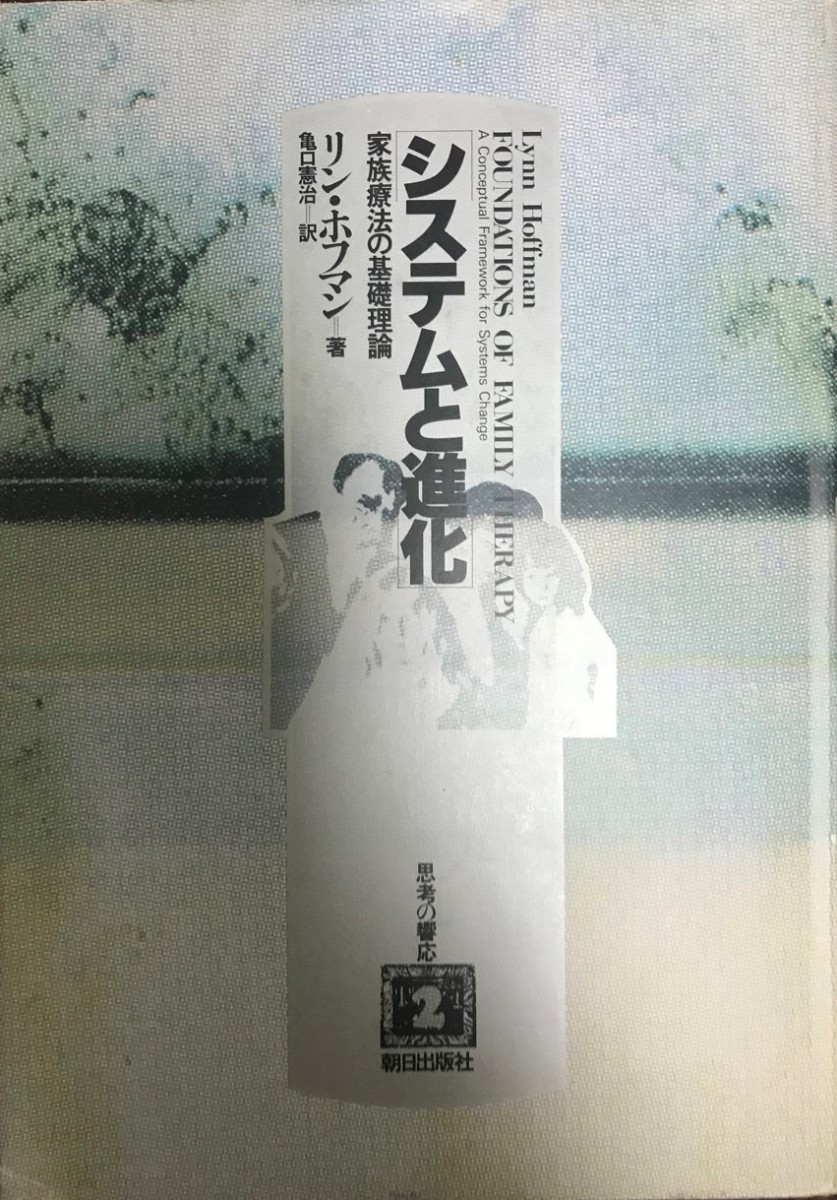 Lynn Hoffman
FOUNDATIONS OF FAMILY THERAPY
A Conceptual Framework for Systems Change
システムと進化
家族療法の基礎理論
リン・ホフマン=著
亀口憲治=訳
思考の響応
2
朝日出版社